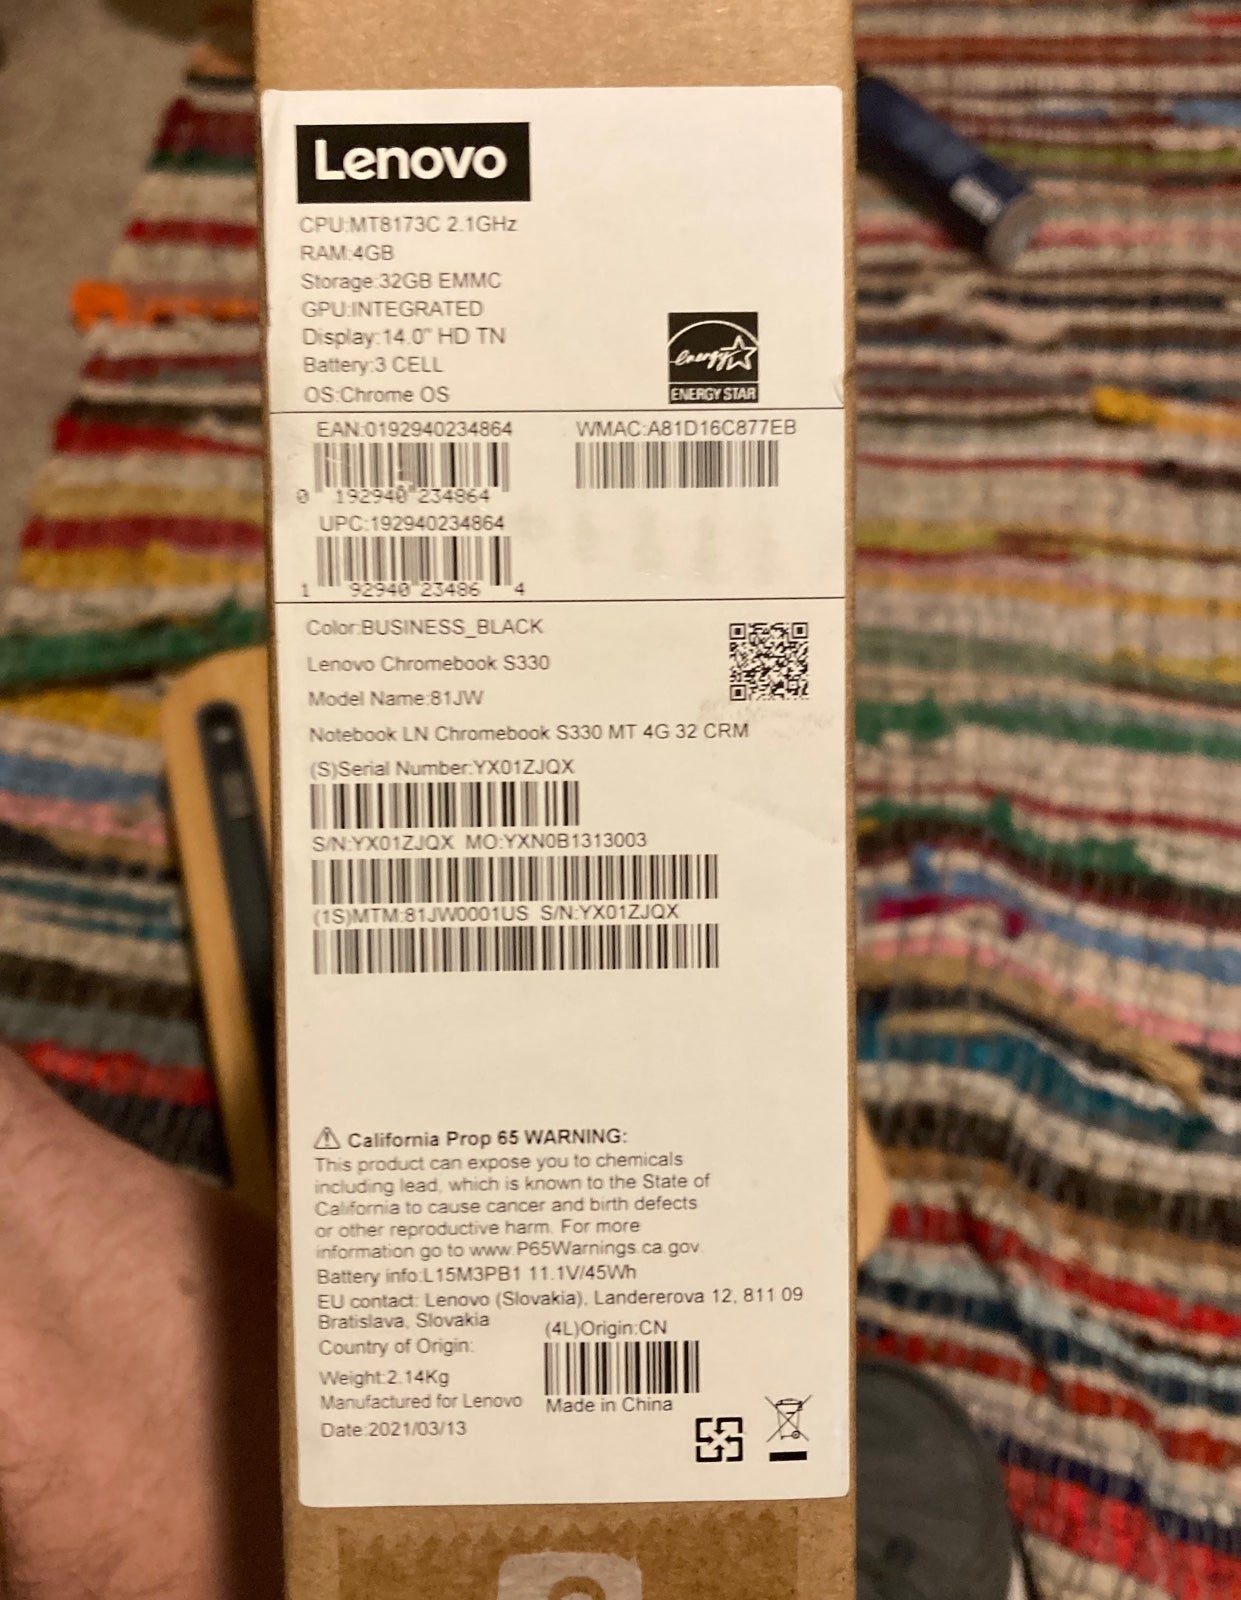 Lenovo
CPU:MT8173C 2.1GHz
RAM:4GB
Storage:32GB EMMC
GPU:INTEGRATED
Display:14.0" HD TN
Battery:3 CELL
OS:Chrome OS
energy
ENERGY STAR
EAN:0192940234864 WMAC:A81D16C877EB
0 192940 234864
UPC:192940234864
1 92940 23486 4
Color:BUSINESS_BLACK
Lenovo Chromebook S330
Model Name:81JW
Notebook LN Chromebook S330 MT 4G 32 CRM
(S)Serial Number:YX01ZJQX
S/N:YX01ZJQX MO:YXN0B1313003
(1S)MTM:81JW0001US S/N:YX01ZJQX
⚠ California Prop 65 WARNING:
This product can expose you to chemicals
including lead, which is known to the State of
California to cause cancer and birth defects
or other reproductive harm. For more
information go to www.P65Warnings.ca.gov.
Battery info:L15M3PB1 11.1V/45Wh
EU contact: Lenovo (Slovakia), Landererova 12, 811 09
Bratislava, Slovakia
(4L)Origin:CN
Country of Origin:
Weight:2.14Kg
Manufactured for Lenovo
Made in China
Date:2021/03/13